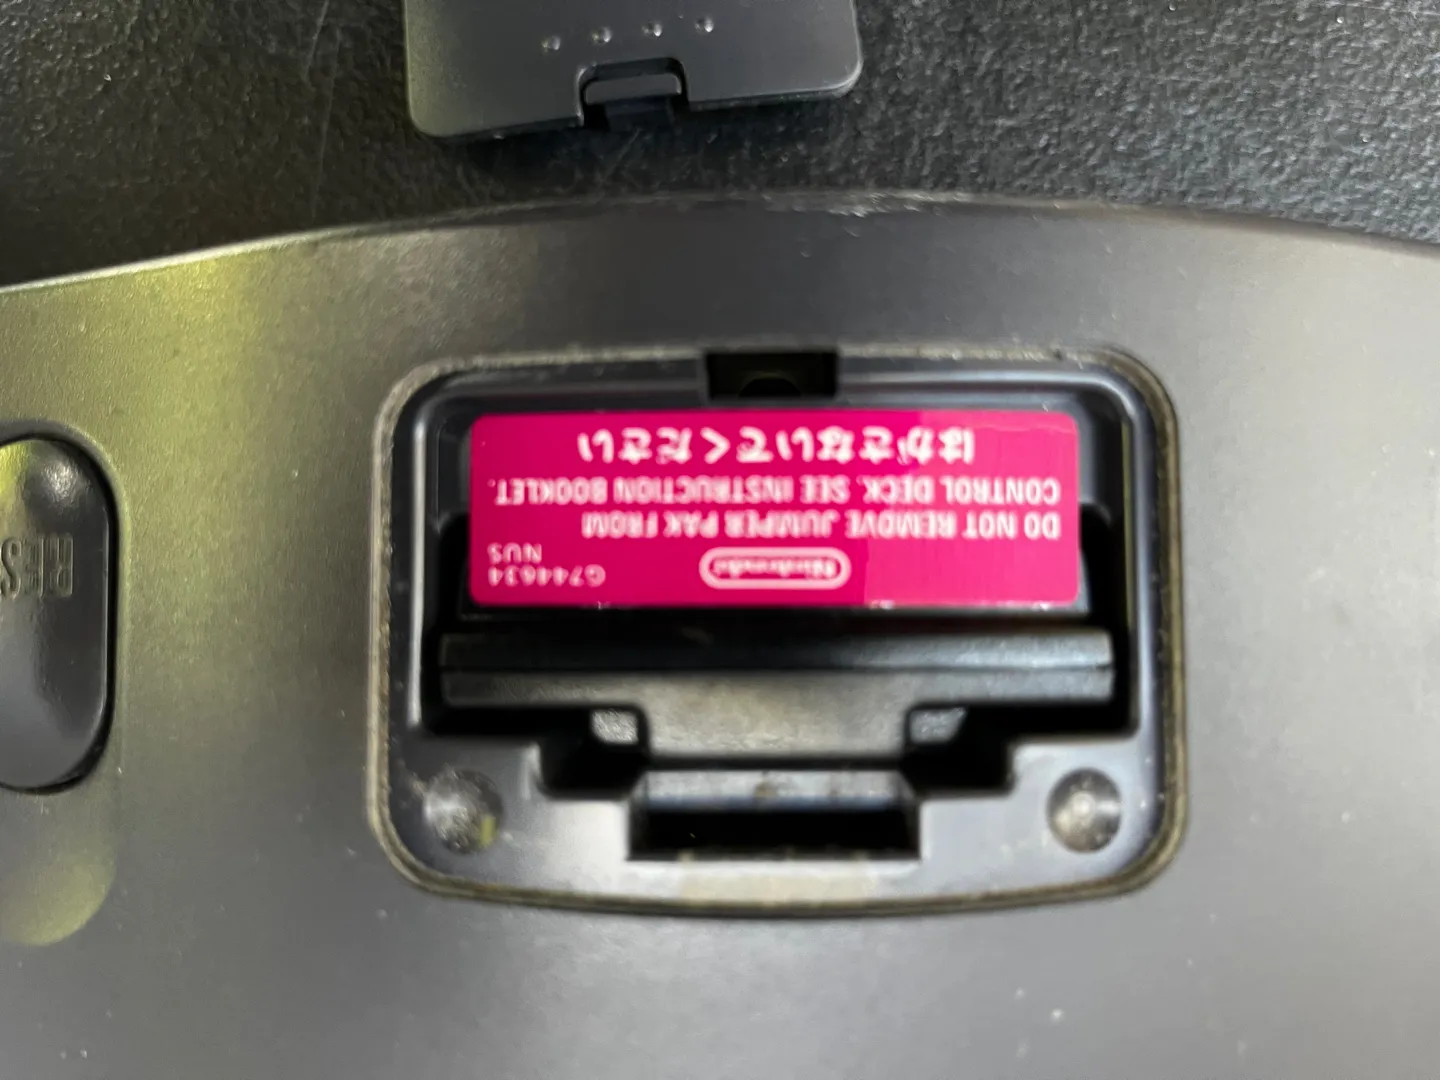 Nintendo
G744634
NUS
DO NOT REMOVE JUMPER PAK FROM
CONTROL DECK. SEE INSTRUCTION BOOKLET.
はがさないでください
RES